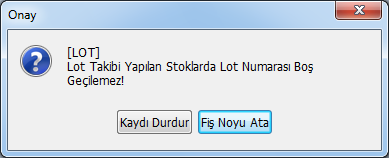 Onay
[LOT]
Lot Takibi Yapılan Stoklarda Lot Numarası Boş
Geçilemez!
Kaydı Durdur
Fiş Noyu Ata